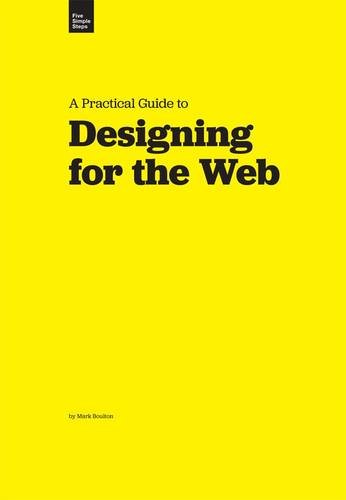 Five
Simple
Steps
A Practical Guide to
Designing
for the Web
by Mark Boulton